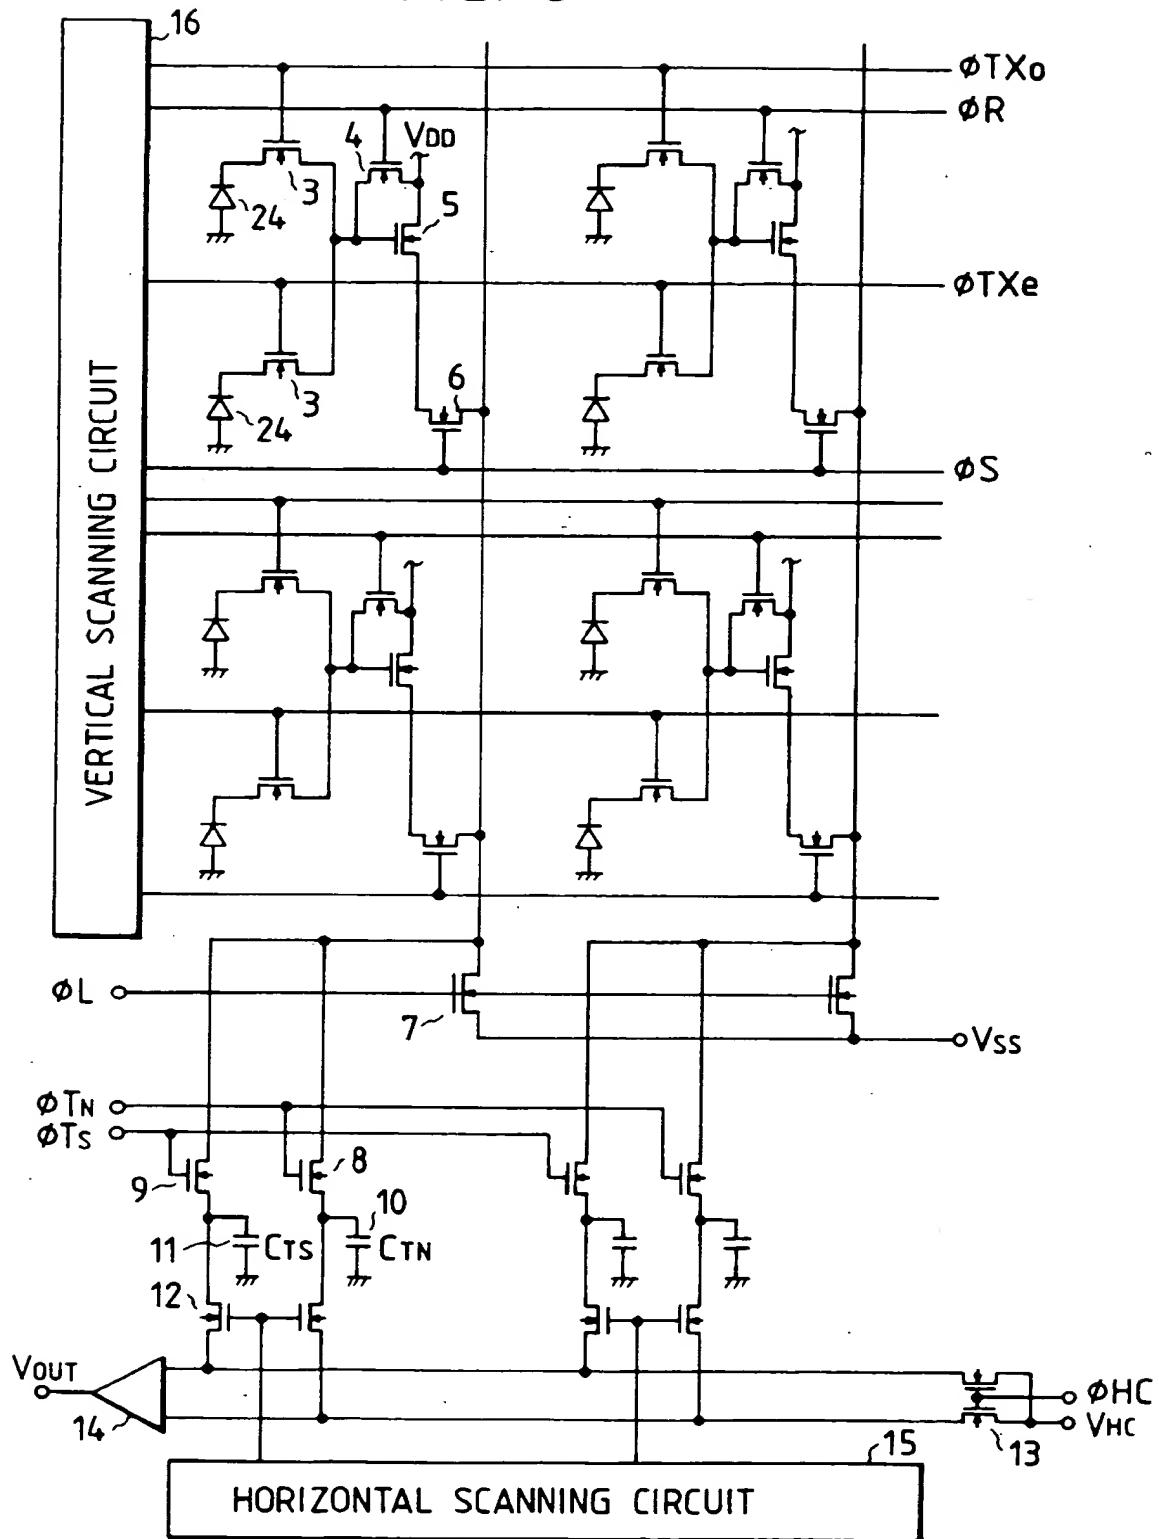 16
φTXo
φR
4
VDD
3
24
5
φTXe
3
24
6
φS
VERTICAL SCANNING CIRCUIT
φL
7
VSS
φTN
φTS
9
8
11
CTS
10
CTN
12
VOUT
14
φHC
VHC
13
15
HORIZONTAL SCANNING CIRCUIT